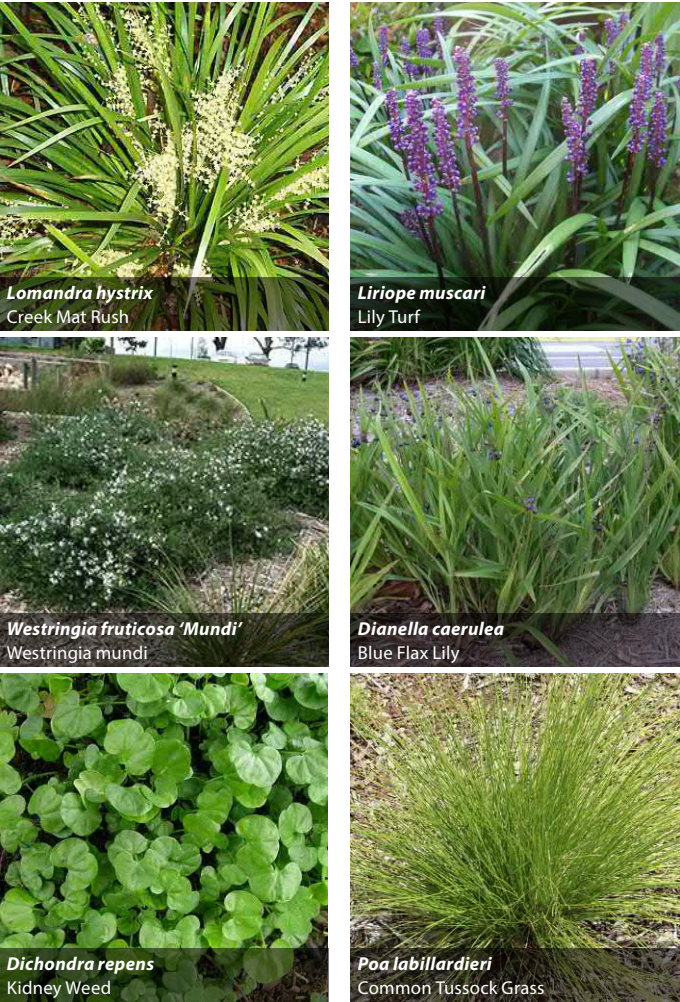 Lomandra hystrix
Creek Mat Rush
Liriope muscari
Lily Turf
Westringia fruticosa ‘Mundi’
Westringia mundi
Dianella caerulea
Blue Flax Lily
Dichondra repens
Kidney Weed
Poa labillardieri
Common Tussock Grass